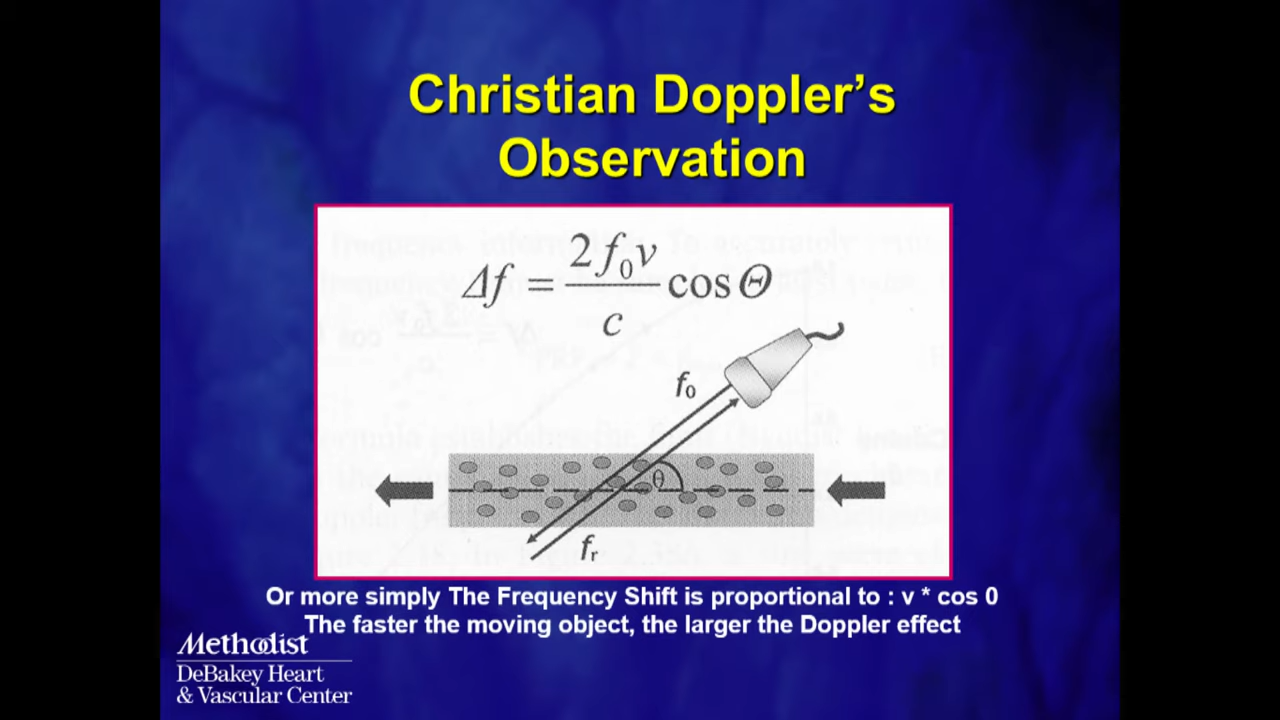 Christian Doppler’s
Observation
Δf = 2f₀v / c cosΘ
f₀
θ
fᵣ
Or more simply The Frequency Shift is proportional to : v * cos 0
The faster the moving object, the larger the Doppler effect
Methodist
DeBakey Heart
& Vascular Center